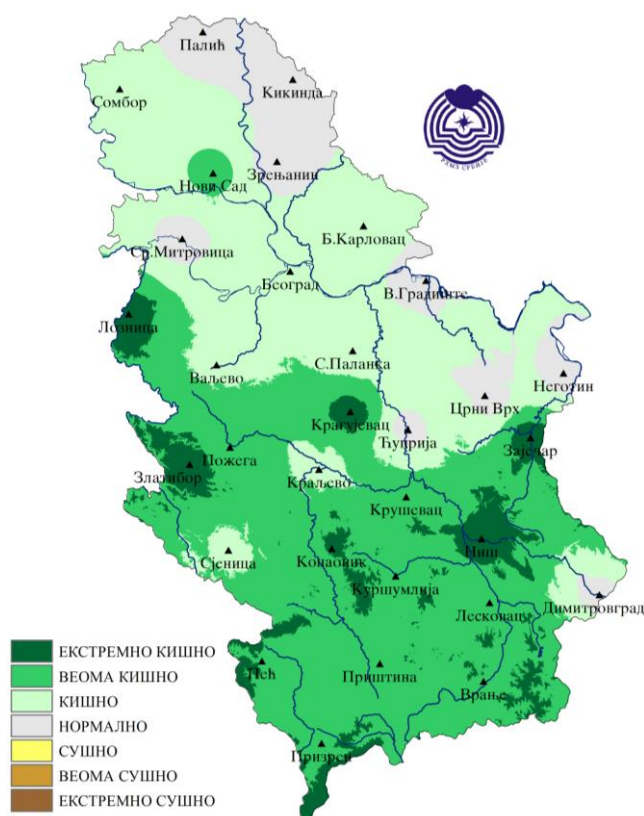 Палић
Кикинда
Сомбор
Зрењанин
Нови Сад
Б.Карловац
Ср.Митровица
Београд
В.Градиште
Лозница
С.Паланка
Ваљево
Неготин
Црни Врх
Крагујевац
Ћуприја
Зајечар
Пожега
Златибор
Краљево
Крушевац
Ниш
Сјеница
Копаоник
Куршумлија
Лесковац
Димитровград
Пећ
Приштина
Врање
Призрен
РХМЗ СРБИЈЕ
ЕКСТРЕМНО КИШНО
ВЕОМА КИШНО
КИШНО
НОРМАЛНО
СУШНО
ВЕОМА СУШНО
ЕКСТРЕМНО СУШНО